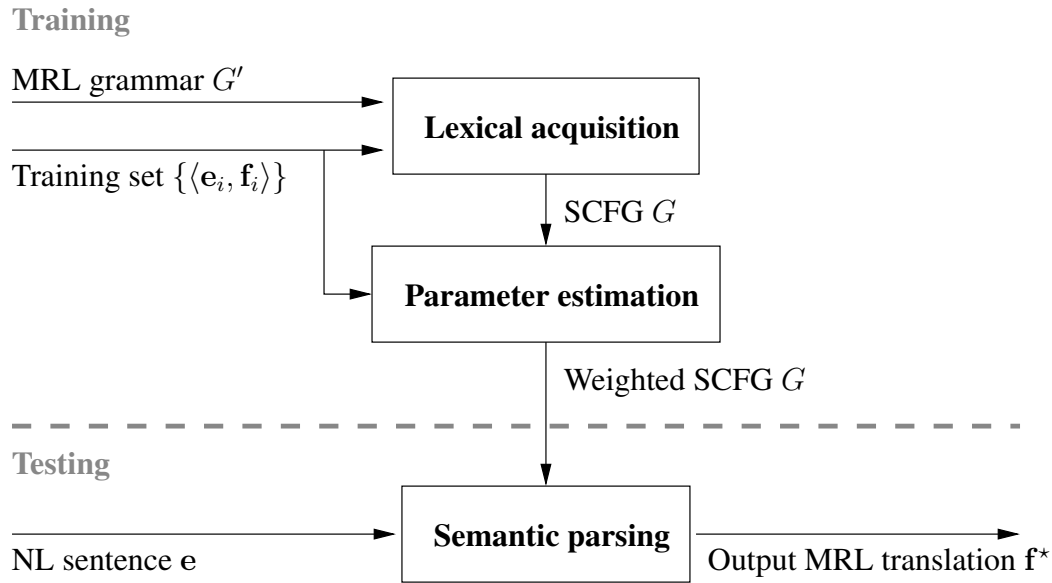 Training
MRL grammar G′
Lexical acquisition
Training set {⟨e_i, f_i⟩}
SCFG G
Parameter estimation
Weighted SCFG G
Testing
Semantic parsing
NL sentence e
Output MRL translation f⋆